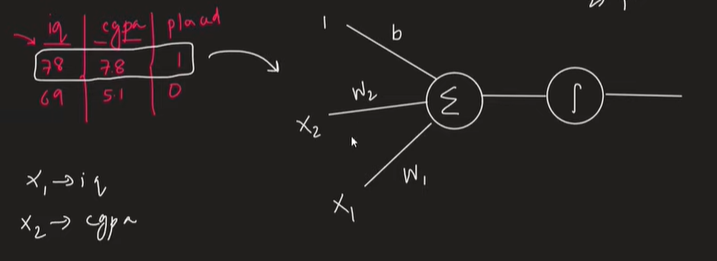 iq cgpa placed
78 7.8 1
69 5.1 0
1 b
W2
X2
W1
X1
Σ ∫
X1 → iq
X2 → cgpa